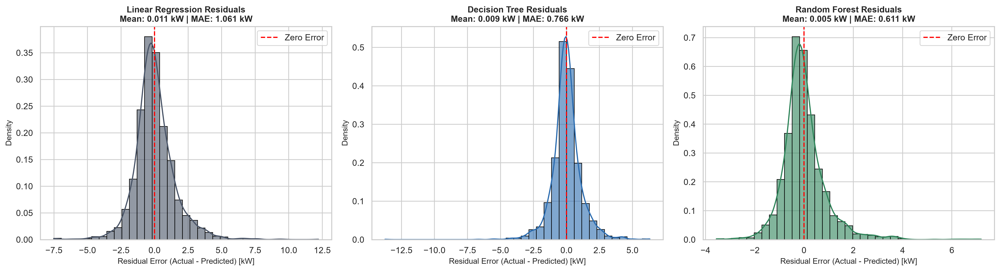 Linear Regression Residuals
Mean: 0.011 kW | MAE: 1.061 kW
Zero Error
Density
0.35
0.30
0.25
0.20
0.15
0.10
0.05
0.00
−7.5 −5.0 −2.5 0.0 2.5 5.0 7.5 10.0 12.5
Residual Error (Actual - Predicted) [kW]
Decision Tree Residuals
Mean: 0.009 kW | MAE: 0.766 kW
Zero Error
Density
0.5
0.4
0.3
0.2
0.1
0.0
−12.5 −10.0 −7.5 −5.0 −2.5 0.0 2.5 5.0
Residual Error (Actual - Predicted) [kW]
Random Forest Residuals
Mean: 0.005 kW | MAE: 0.611 kW
Zero Error
Density
0.7
0.6
0.5
0.4
0.3
0.2
0.1
0.0
−4 −2 0 2 4 6
Residual Error (Actual - Predicted) [kW]